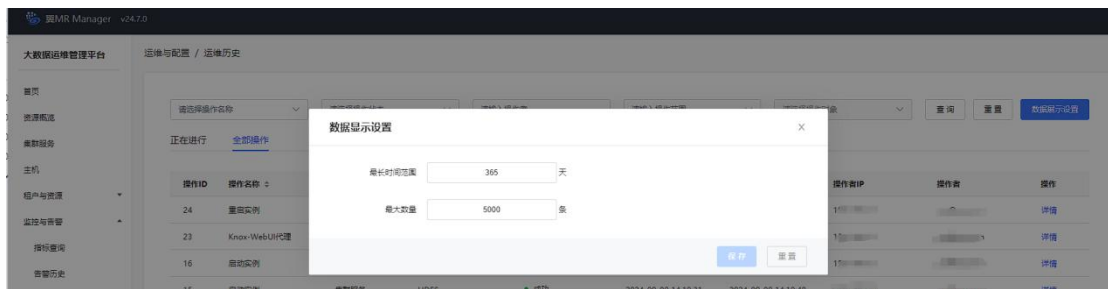 翼MR Manager v24.7.0
大数据运维管理平台
运维与配置 / 运维历史
首页
资源概览
集群服务
主机
租户与资源
监控与告警
指标查询
告警历史
请选择操作名称
查询
重置
数据展示设置
正在进行 全部操作
数据显示设置
最长时间范围 365 天
最大数量 5000 条
保存 重置
操作ID 操作名称 操作者IP 操作者 操作
24 重启实例 详情
23 Knox-WebUI代理 详情
16 启动实例 详情